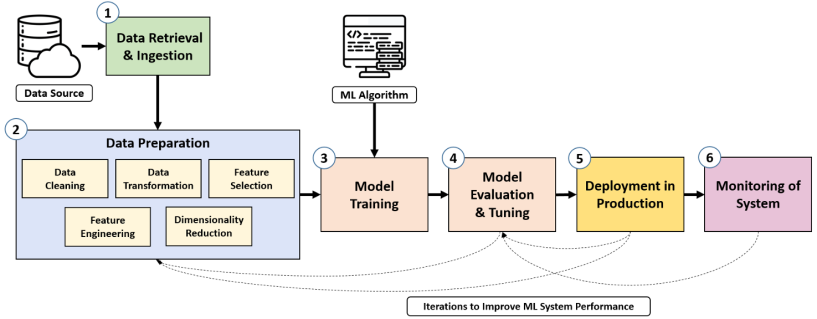 1
Data Retrieval
& Ingestion
Data Source
</>
ML Algorithm
2
Data Preparation
Data
Cleaning
Data
Transformation
Feature
Selection
Feature
Engineering
Dimensionality
Reduction
3
Model
Training
4
Model
Evaluation
& Tuning
5
Deployment in
Production
6
Monitoring of
System
Iterations to Improve ML System Performance